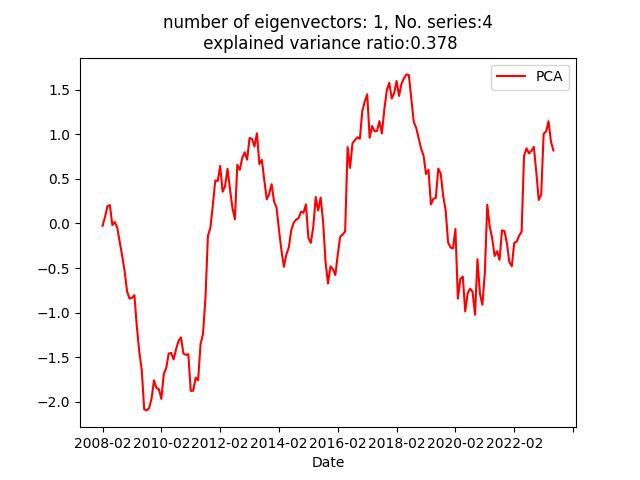 number of eigenvectors: 1, No. series:4
explained variance ratio:0.378
PCA
1.5
1.0
0.5
0.0
−0.5
−1.0
−1.5
−2.0
2008-02 2010-02 2012-02 2014-02 2016-02 2018-02 2020-02 2022-02
Date